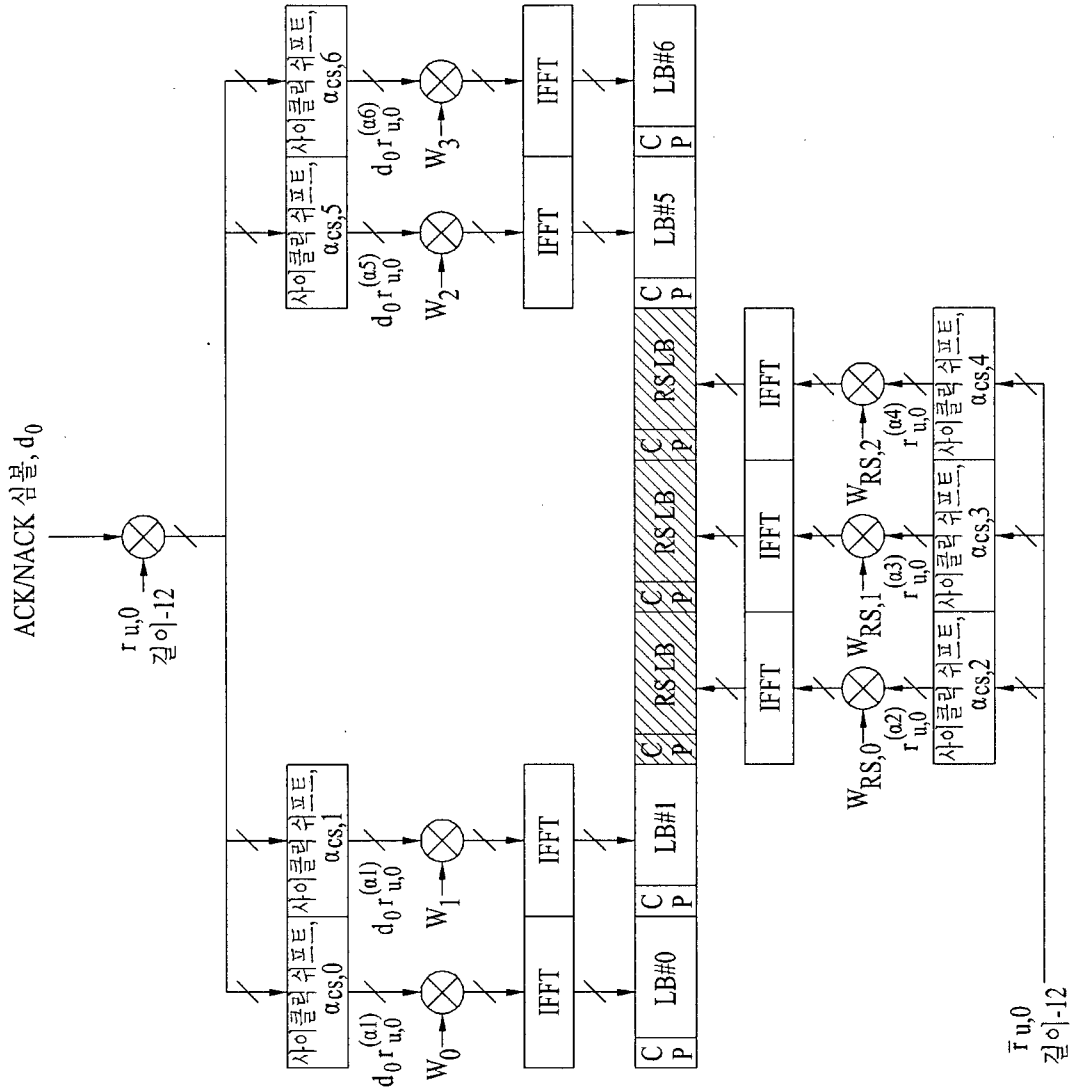 ACK/NACK 심볼, d0
r u,0
길이-12
사이클릭 쉬프트, αcs,0
사이클릭 쉬프트, αcs,1
사이클릭 쉬프트, αcs,5
사이클릭 쉬프트, αcs,6
d0 r u,0 (α1)
d0 r u,0 (α1)
d0 r u,0 (α5)
d0 r u,0 (α6)
W0
W1
W2
W3
IFFT
IFFT
IFFT
IFFT
CP
LB#0
CP
LB#1
CP
RS LB
CP
RS LB
CP
RS LB
CP
LB#5
CP
LB#6
IFFT
IFFT
IFFT
WRS,0
WRS,1
WRS,2
r u,0 (α2)
r u,0 (α3)
r u,0 (α4)
사이클릭 쉬프트, αcs,2
사이클릭 쉬프트, αcs,3
사이클릭 쉬프트, αcs,4
r̅ u,0
길이-12